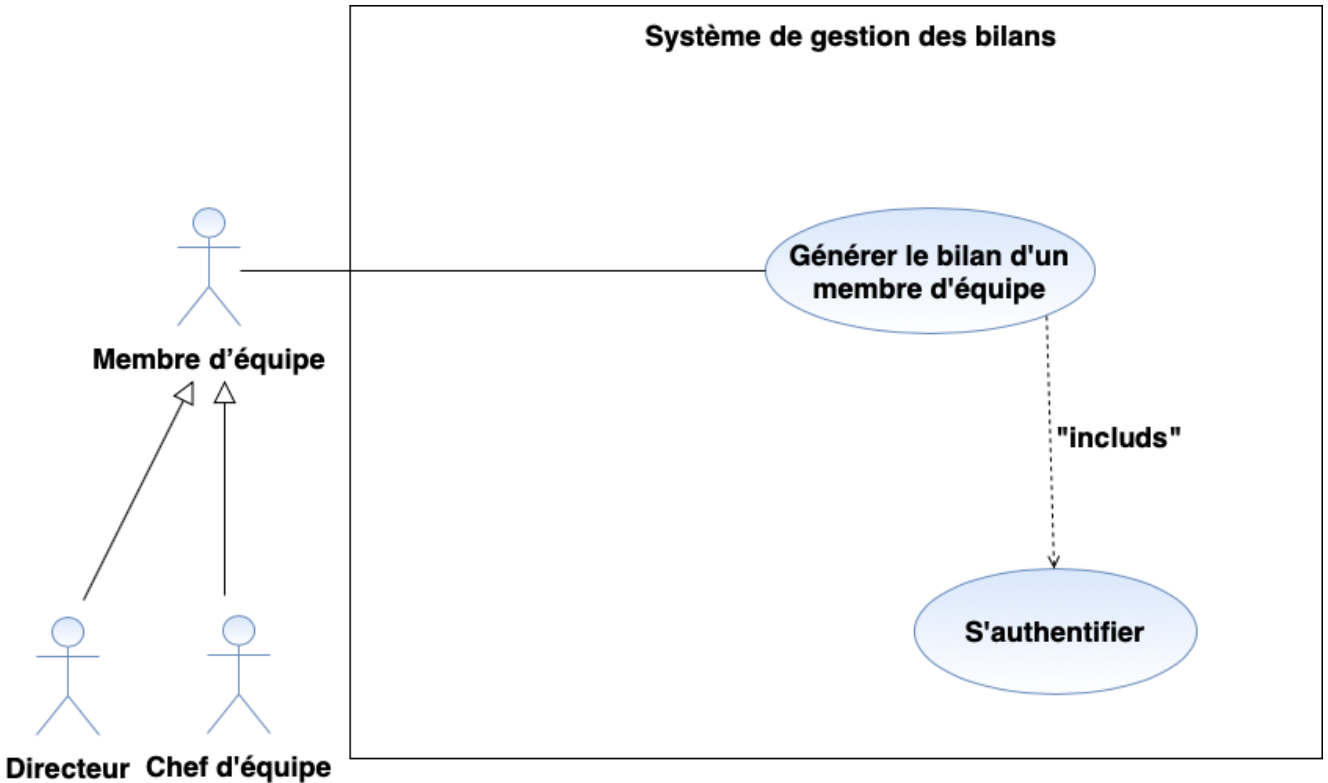 Système de gestion des bilans
Générer le bilan d'un
membre d'équipe
Membre d’équipe
"includs"
S'authentifier
Directeur
Chef d'équipe